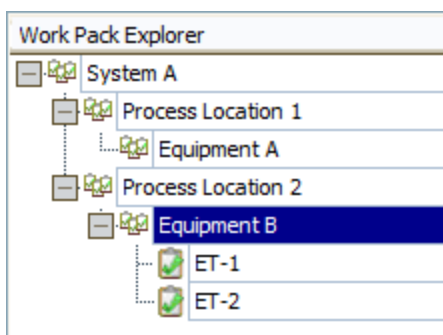 Work Pack Explorer
System A
Process Location 1
Equipment A
Process Location 2
Equipment B
ET-1
ET-2